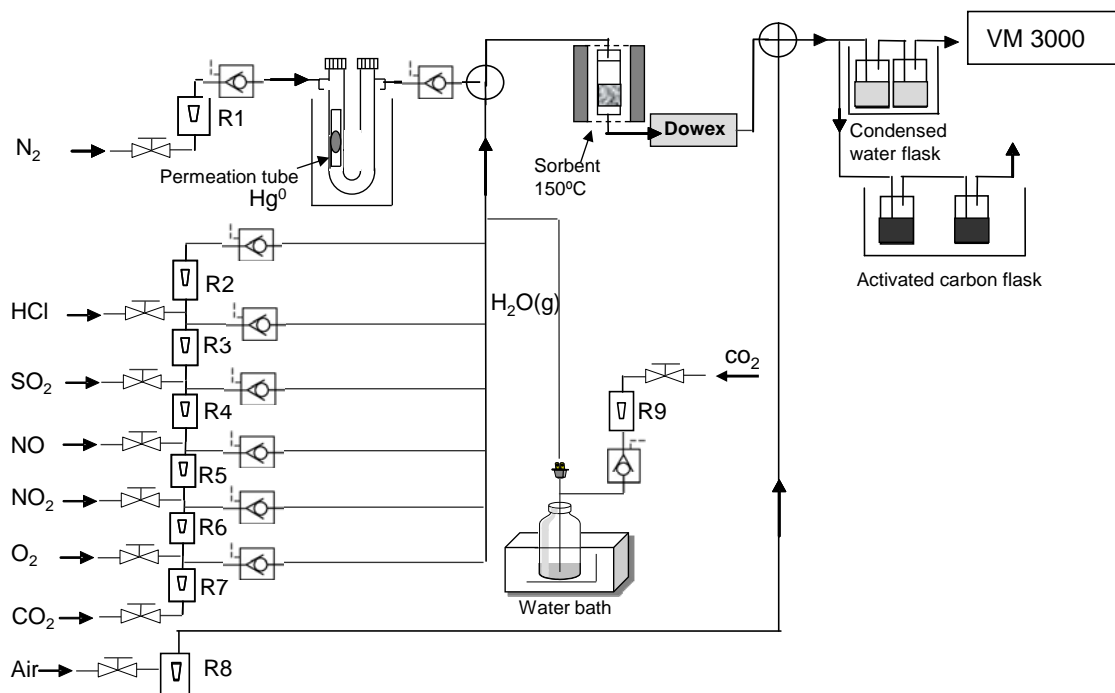 VM 3000
R1
N2
Permeation tube
Hg0
Sorbent
150ºC
Dowex
Condensed
water flask
Activated carbon flask
R2
HCl
H2O(g)
R3
SO2
CO2
R4
R9
NO
R5
NO2
R6
O2
R7
CO2
Water bath
Air
R8